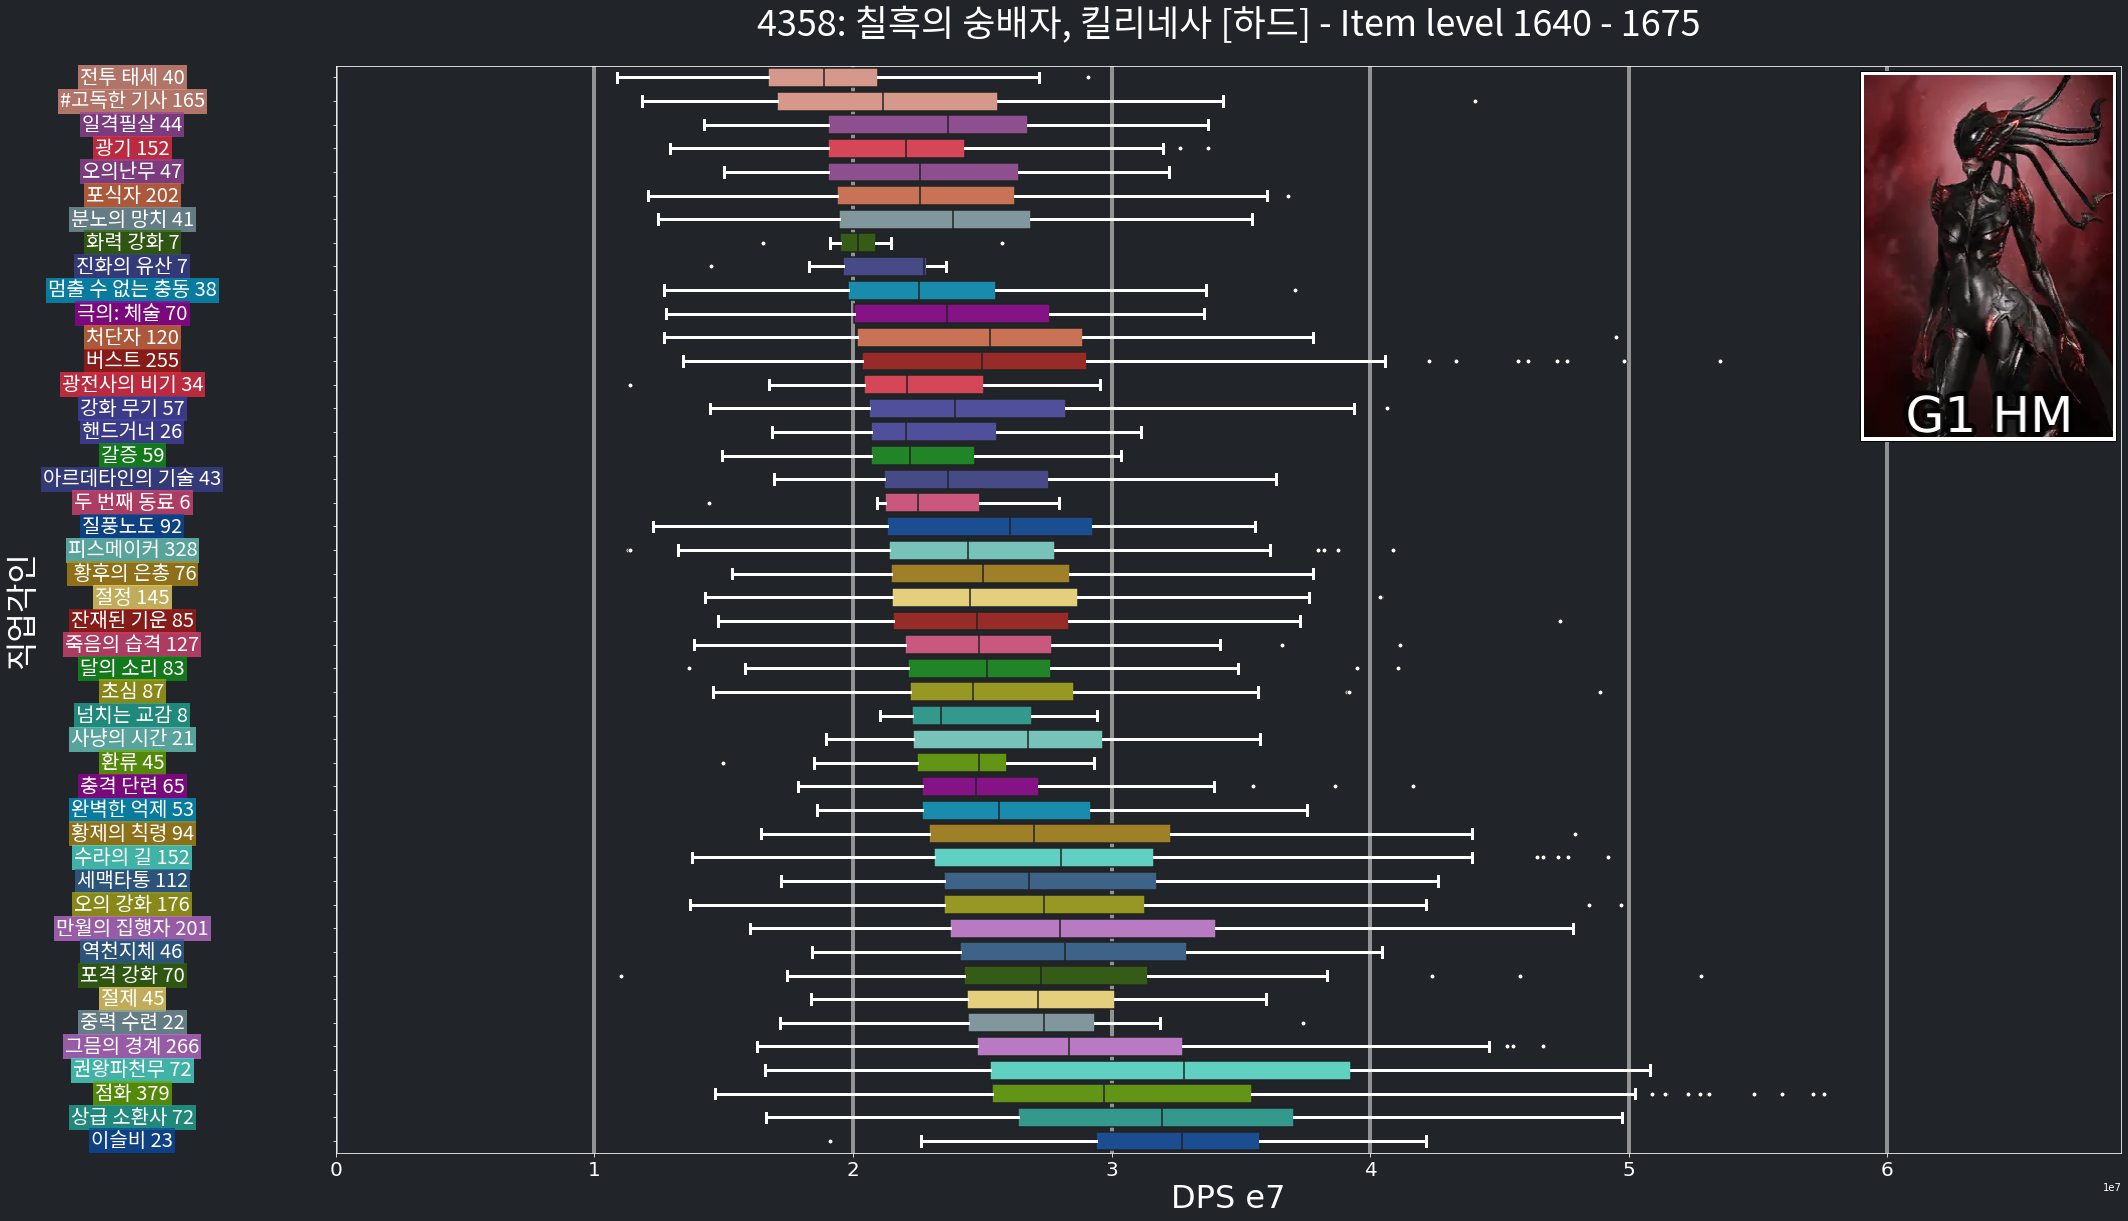 4358: 칠흑의 숭배자, 킬리네사 [하드] - Item level 1640 - 1675
전투 태세 40
#고독한 기사 165
일격필살 44
광기 152
오의난무 47
포식자 202
분노의 망치 41
화력 강화 7
진화의 유산 7
멈출 수 없는 충동 38
극의: 체술 70
처단자 120
버스트 255
광전사의 비기 34
강화 무기 57
핸드거너 26
갈증 59
아르데타인의 기술 43
두 번째 동료 6
질풍노도 92
피스메이커 328
황후의 은총 76
절정 145
잔재된 기운 85
죽음의 습격 127
달의 소리 83
초심 87
넘치는 교감 8
사냥의 시간 21
환류 45
충격 단련 65
완벽한 억제 53
황제의 칙령 94
수라의 길 152
세맥타통 112
오의 강화 176
만월의 집행자 201
역천지체 46
포격 강화 70
절제 45
중력 수련 22
그믐의 경계 266
권왕파천무 72
점화 379
상급 소환사 72
이슬비 23
직업각인
G1 HM
0 1 2 3 4 5 6
DPS e7
1e7